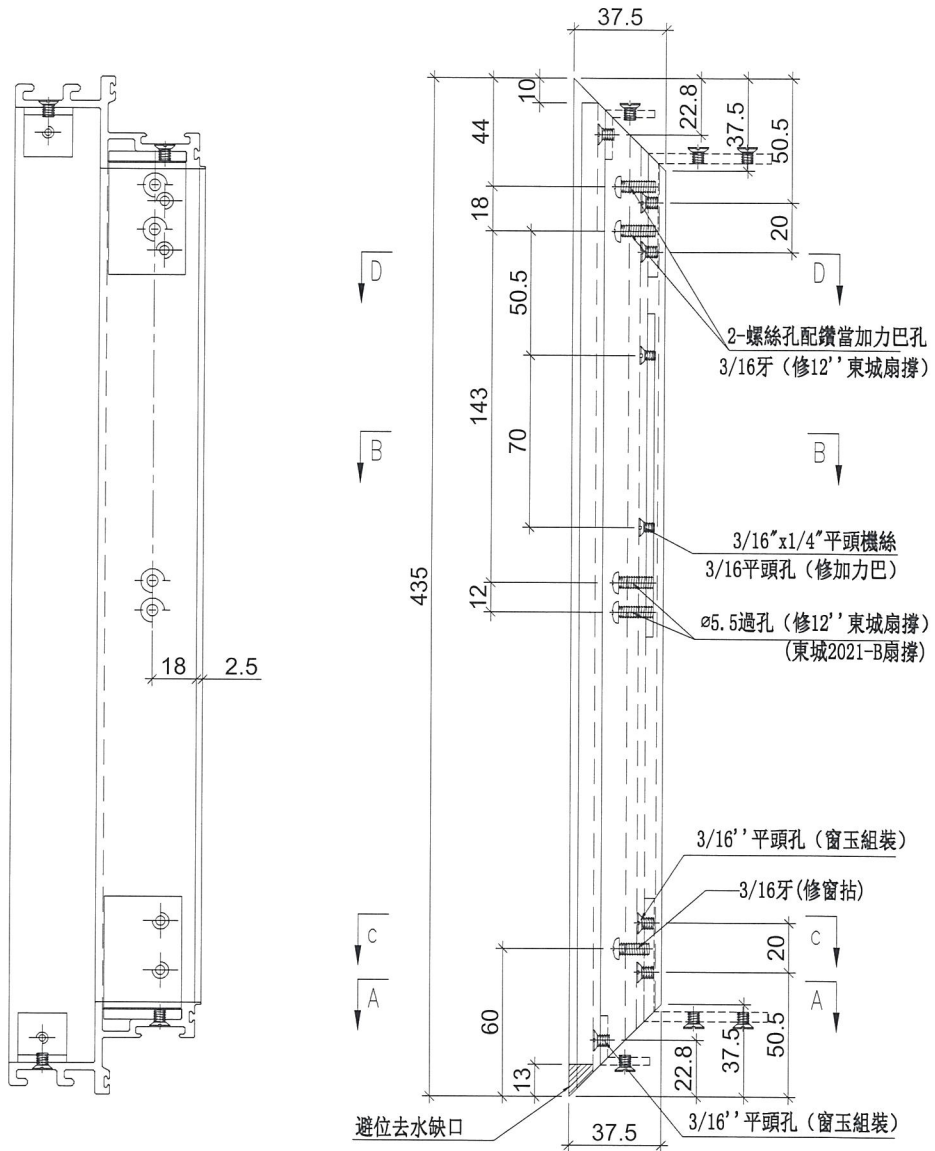 37.5
10
22.8
37.5
50.5
44
18
20
D
D
50.5
2-螺絲孔配鑽當加力巴孔
3/16牙（修12''東城扇撐）
143
70
B
B
3/16"x1/4"平頭機絲
3/16平頭孔（修加力巴）
435
12
ø5.5過孔（修12''東城扇撐）
(東城2021-B扇撐)
18
2.5
3/16''平頭孔（窗玉組裝）
3/16牙(修窗拈)
C
C
20
A
A
60
50.5
37.5
22.8
13
避位去水缺口
37.5
3/16''平頭孔（窗玉組裝）